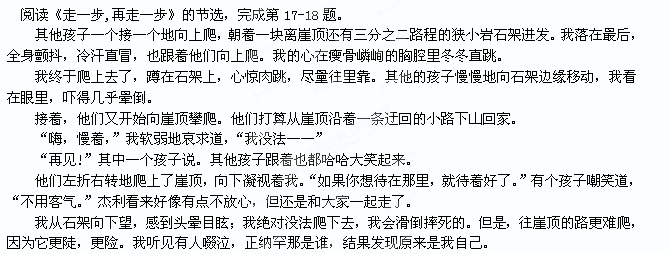 阅读《走一步,再走一步》的节选，完成第 17-18 题。
其他孩子一个接一个地向上爬，朝着一块离崖顶还有三分之二路程的狭小岩石架进发。我落在最后，
全身颤抖，冷汗直冒，也跟着他们向上爬。我的心在瘦骨嶙峋的胸腔里冬冬直跳。
我终于爬上去了，蹲在石架上，心惊肉跳，尽量往里靠。其他的孩子慢慢地向石架边缘移动，我看
在眼里，吓得几乎晕倒。
接着，他们又开始向崖顶攀爬。他们打算从崖顶沿着一条迂回的小路下山回家。
“嗨，慢着，”我软弱地哀求道，“我没法——”
“再见!”其中一个孩子说。其他孩子跟着也都哈哈大笑起来。
他们左折右转地爬上了崖顶，向下凝视着我。“如果你想待在那里，就待着好了。”有个孩子嘲笑道，
“不用客气。”杰利看来好像有点不放心，但还是和大家一起走了。
我从石架向下望，感到头晕目眩；我绝对没法爬下去，我会滑倒摔死的。但是，往崖顶的路更难爬，
因为它更陡，更险。我听见有人啜泣，正纳罕那是谁，结果发现原来是我自己。